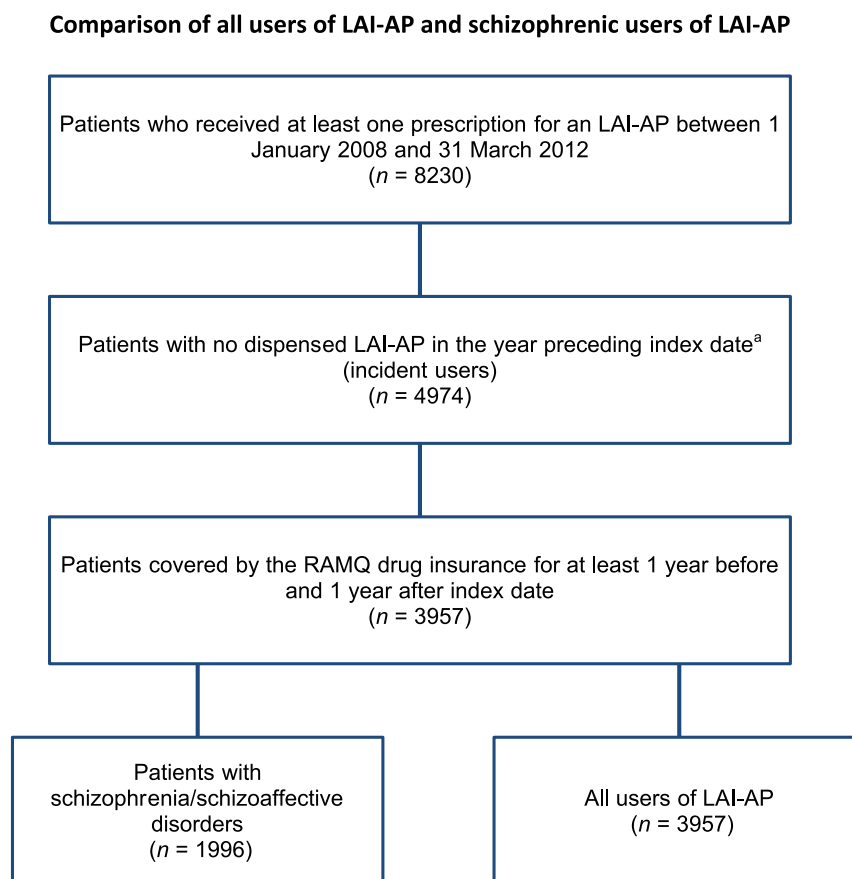 Comparison of all users of LAI-AP and schizophrenic users of LAI-AP
Patients who received at least one prescription for an LAI-AP between 1
January 2008 and 31 March 2012
(n = 8230)
Patients with no dispensed LAI-AP in the year preceding index dateᵃ
(incident users)
(n = 4974)
Patients covered by the RAMQ drug insurance for at least 1 year before
and 1 year after index date
(n = 3957)
Patients with
schizophrenia/schizoaffective
disorders
(n = 1996)
All users of LAI-AP
(n = 3957)